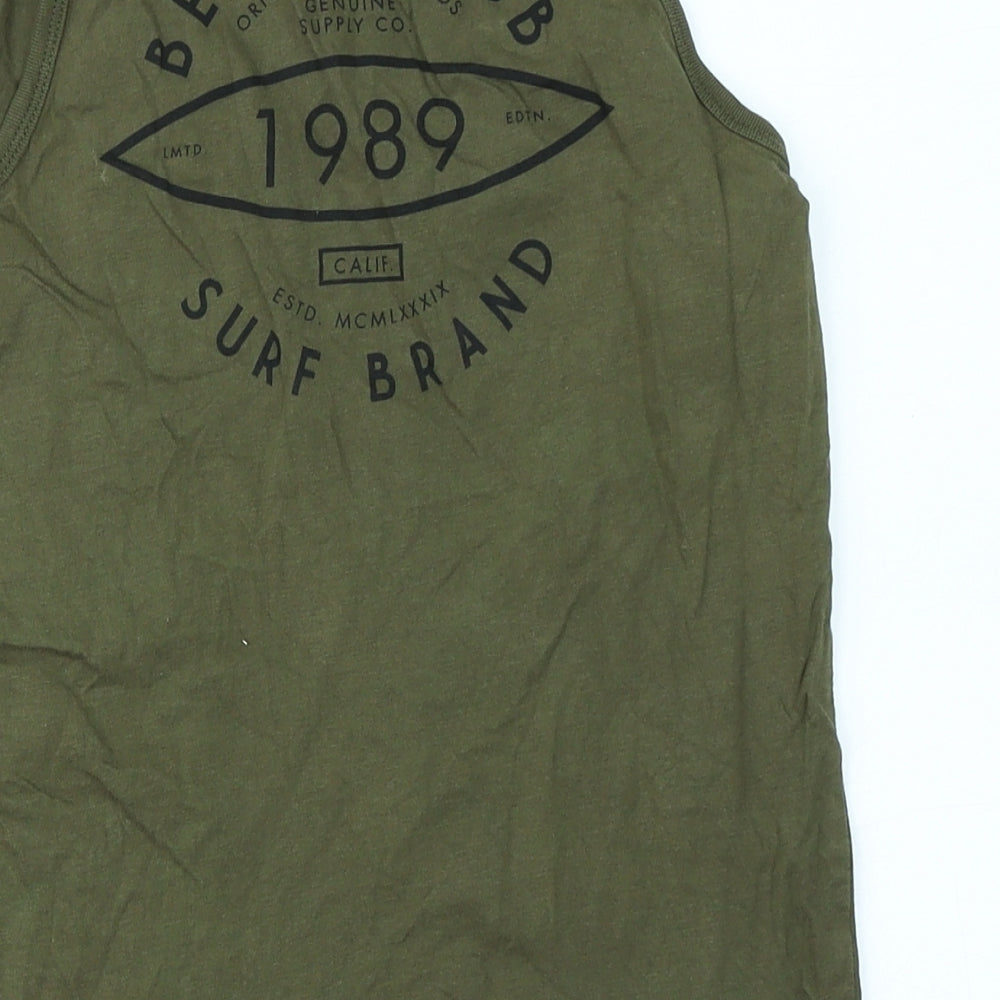 GENUINE
SUPPLY CO.
LMTD. 1989 EDTN.
CALIF.
ESTD. MCMLXXXIX
SURF BRAND